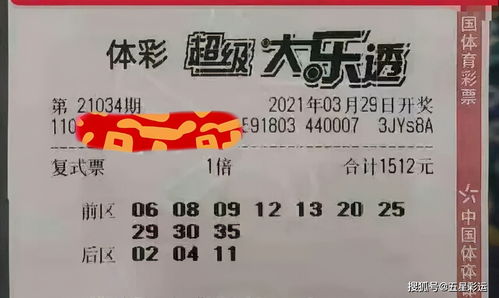 体彩 超级大乐透
第 21034期 2021年03月29日开奖
110 E91803 440007 3JYs8A
复式票 1倍 合计1512元
前区 06 08 09 12 13 20 25
29 30 35
后区 02 04 11
国体育彩票
中国体
搜狐号@五星彩运